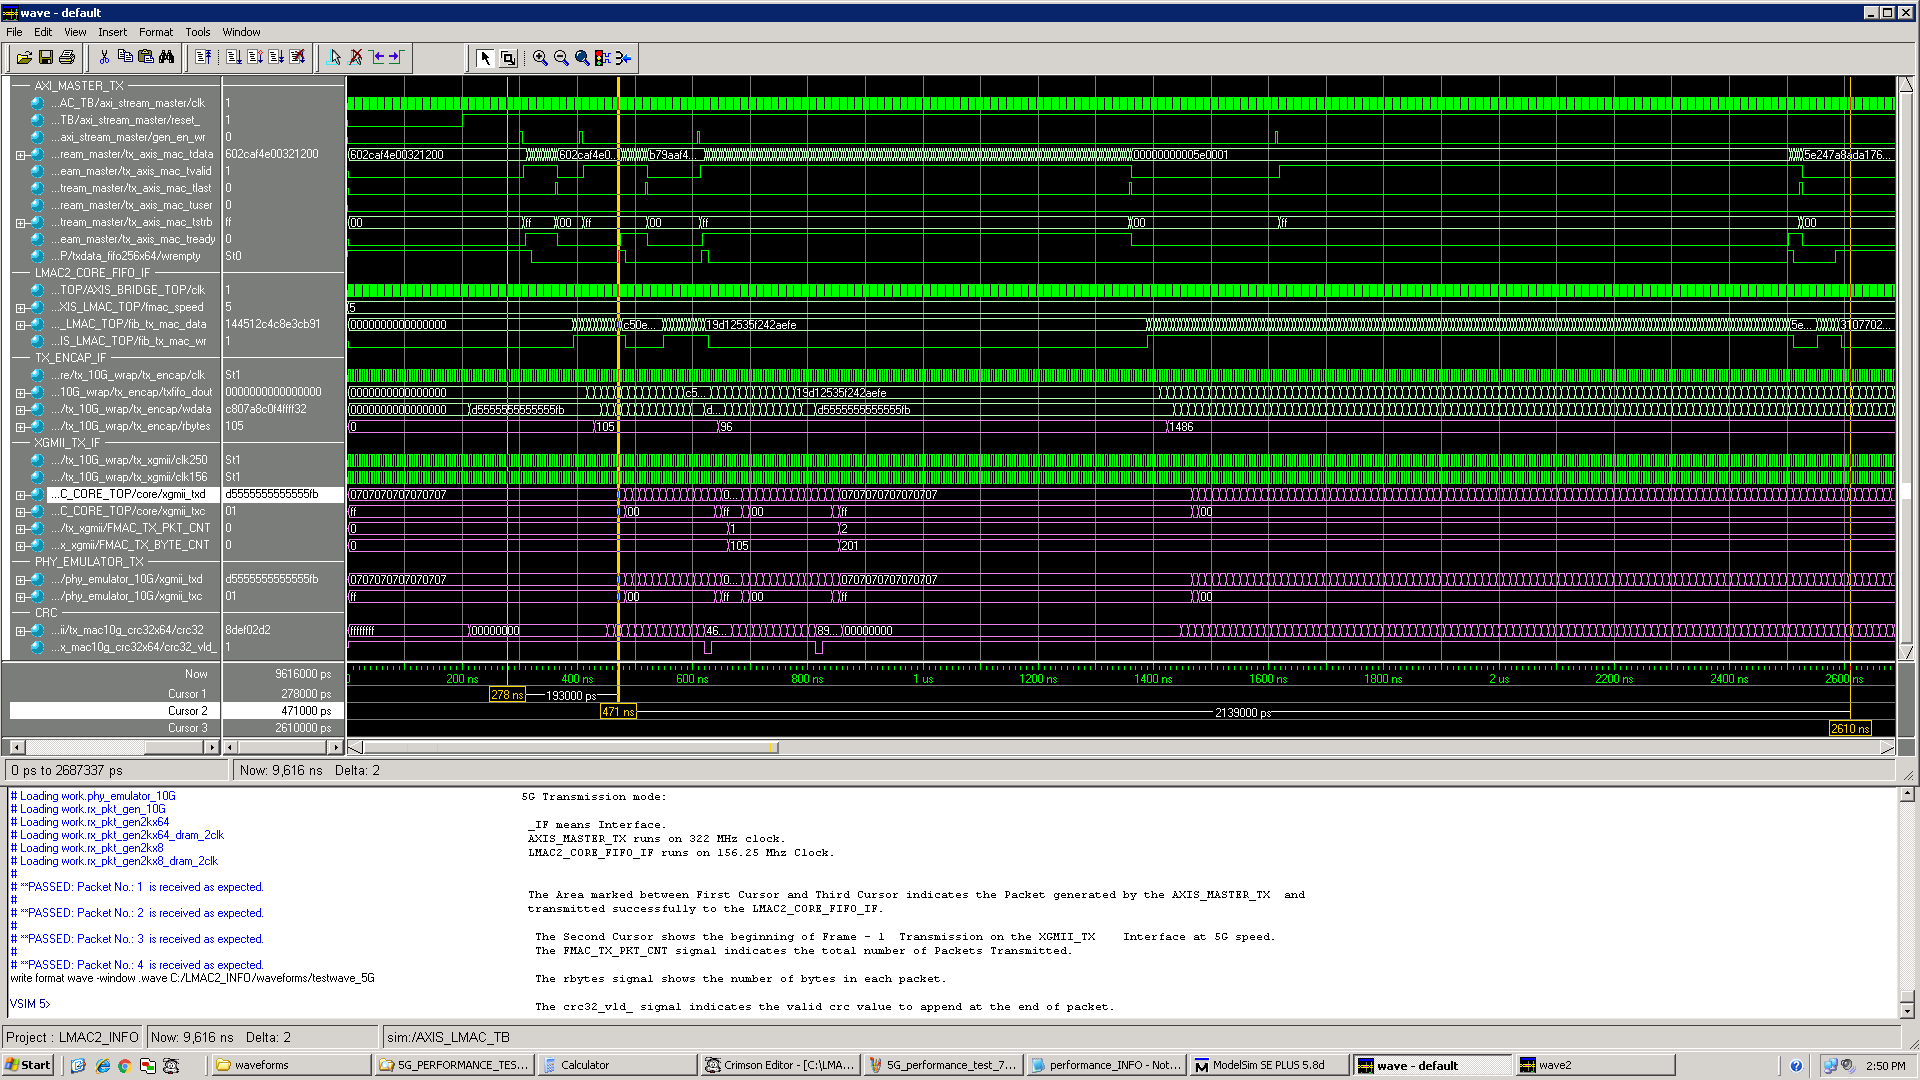 wave - default
File Edit View Insert Format Tools Window
AXI_MASTER_TX
...AC_TB/axi_stream_master/clk 1
...TB/axi_stream_master/reset_ 1
...axi_stream_master/gen_en_wr 0
...ream_master/tx_axis_mac_tdata 602caf4e00321200 602caf4e00321200 602caf4e0... b79aaf4... 00000000005e0001 5e247a8ada176...
...eam_master/tx_axis_mac_tvalid 1
...tream_master/tx_axis_mac_tlast 0
...ream_master/tx_axis_mac_tuser 0
...tream_master/tx_axis_mac_tstrb ff 00 ff 00 ff 00 ff 00 ff 00
...eam_master/tx_axis_mac_tready 0
...P/txdata_fifo256x64/wrempty St0
LMAC2_CORE_FIFO_IF
...TOP/AXIS_BRIDGE_TOP/clk 1
...XIS_LMAC_TOP/fmac_speed 5 5
..._LMAC_TOP/fib_tx_mac_data 144512c4c8e3cb91 0000000000000000 c50e... 19d12535f242aefe 5e... 3107702...
...IS_LMAC_TOP/fib_tx_mac_wr 1
TX_ENCAP_IF
...re/tx_10G_wrap/tx_encap/clk St1
...10G_wrap/tx_encap/txfifo_dout 0000000000000000 0000000000000000 c5... 19d12535f242aefe
.../tx_10G_wrap/tx_encap/wdata c807a8c0f4ffff32 0000000000000000 d5555555555555fb d... d5555555555555fb
.../tx_10G_wrap/tx_encap/rbytes 105 0 105 96 1486
XGMII_TX_IF
.../tx_10G_wrap/tx_xgmii/clk250 St1
.../tx_10G_wrap/tx_xgmii/clk156 St1
...C_CORE_TOP/core/xgmii_txd d5555555555555fb 0707070707070707 0... 0707070707070707
...C_CORE_TOP/core/xgmii_txc 01 ff 00 ff 00 ff 00
.../tx_xgmii/FMAC_TX_PKT_CNT 0 0 1 2
...x_xgmii/FMAC_TX_BYTE_CNT 0 0 105 201
PHY_EMULATOR_TX
.../phy_emulator_10G/xgmii_txd d5555555555555fb 0707070707070707 0... 0707070707070707
.../phy_emulator_10G/xgmii_txc 01 ff 00 ff 00 ff 00
CRC
...ii/tx_mac10g_crc32x64/crc32 8def02d2 ffffffff 00000000 46... 89... 00000000
...x_mac10g_crc32x64/crc32_vld_ 1
Now 9616000 ps 200 ns 400 ns 600 ns 800 ns 1 us 1200 ns 1400 ns 1600 ns 1800 ns 2 us 2200 ns 2400 ns 2600 ns
Cursor 1 278000 ps 278 ns 193000 ps
Cursor 2 471000 ps 471 ns 2139000 ps
Cursor 3 2610000 ps 2610 ns
0 ps to 2687337 ps Now: 9,616 ns Delta: 2
# Loading work.phy_emulator_10G
# Loading work.rx_pkt_gen_10G
# Loading work.rx_pkt_gen2kx64
# Loading work.rx_pkt_gen2kx64_dram_2clk
# Loading work.rx_pkt_gen2kx8
# Loading work.rx_pkt_gen2kx8_dram_2clk
#
# **PASSED: Packet No.: 1 is received as expected.
#
# **PASSED: Packet No.: 2 is received as expected.
#
# **PASSED: Packet No.: 3 is received as expected.
#
# **PASSED: Packet No.: 4 is received as expected.
write format wave -window .wave C:/LMAC2_INFO/waveforms/testwave_5G
VSIM 5>
5G Transmission mode:
_IF means Interface.
AXIS_MASTER_TX runs on 322 MHz clock.
LMAC2_CORE_FIFO_IF runs on 156.25 Mhz Clock.
The Area marked between First Cursor and Third Cursor indicates the Packet generated by the AXIS_MASTER_TX and
transmitted successfully to the LMAC2_CORE_FIFO_IF.
The Second Cursor shows the beginning of Frame - 1 Transmission on the XGMII_TX Interface at 5G speed.
The FMAC_TX_PKT_CNT signal indicates the total number of Packets Transmitted.
The rbytes signal shows the number of bytes in each packet.
The crc32_vld_ signal indicates the valid crc value to append at the end of packet.
Project : LMAC2_INFO Now: 9,616 ns Delta: 2 sim:/AXIS_LMAC_TB
Start waveforms 5G_PERFORMANCE_TES... Calculator Crimson Editor - [C:\LMA... 5G_performance_test_7... performance_INFO - Not... ModelSim SE PLUS 5.8d wave - default wave2 2:50 PM